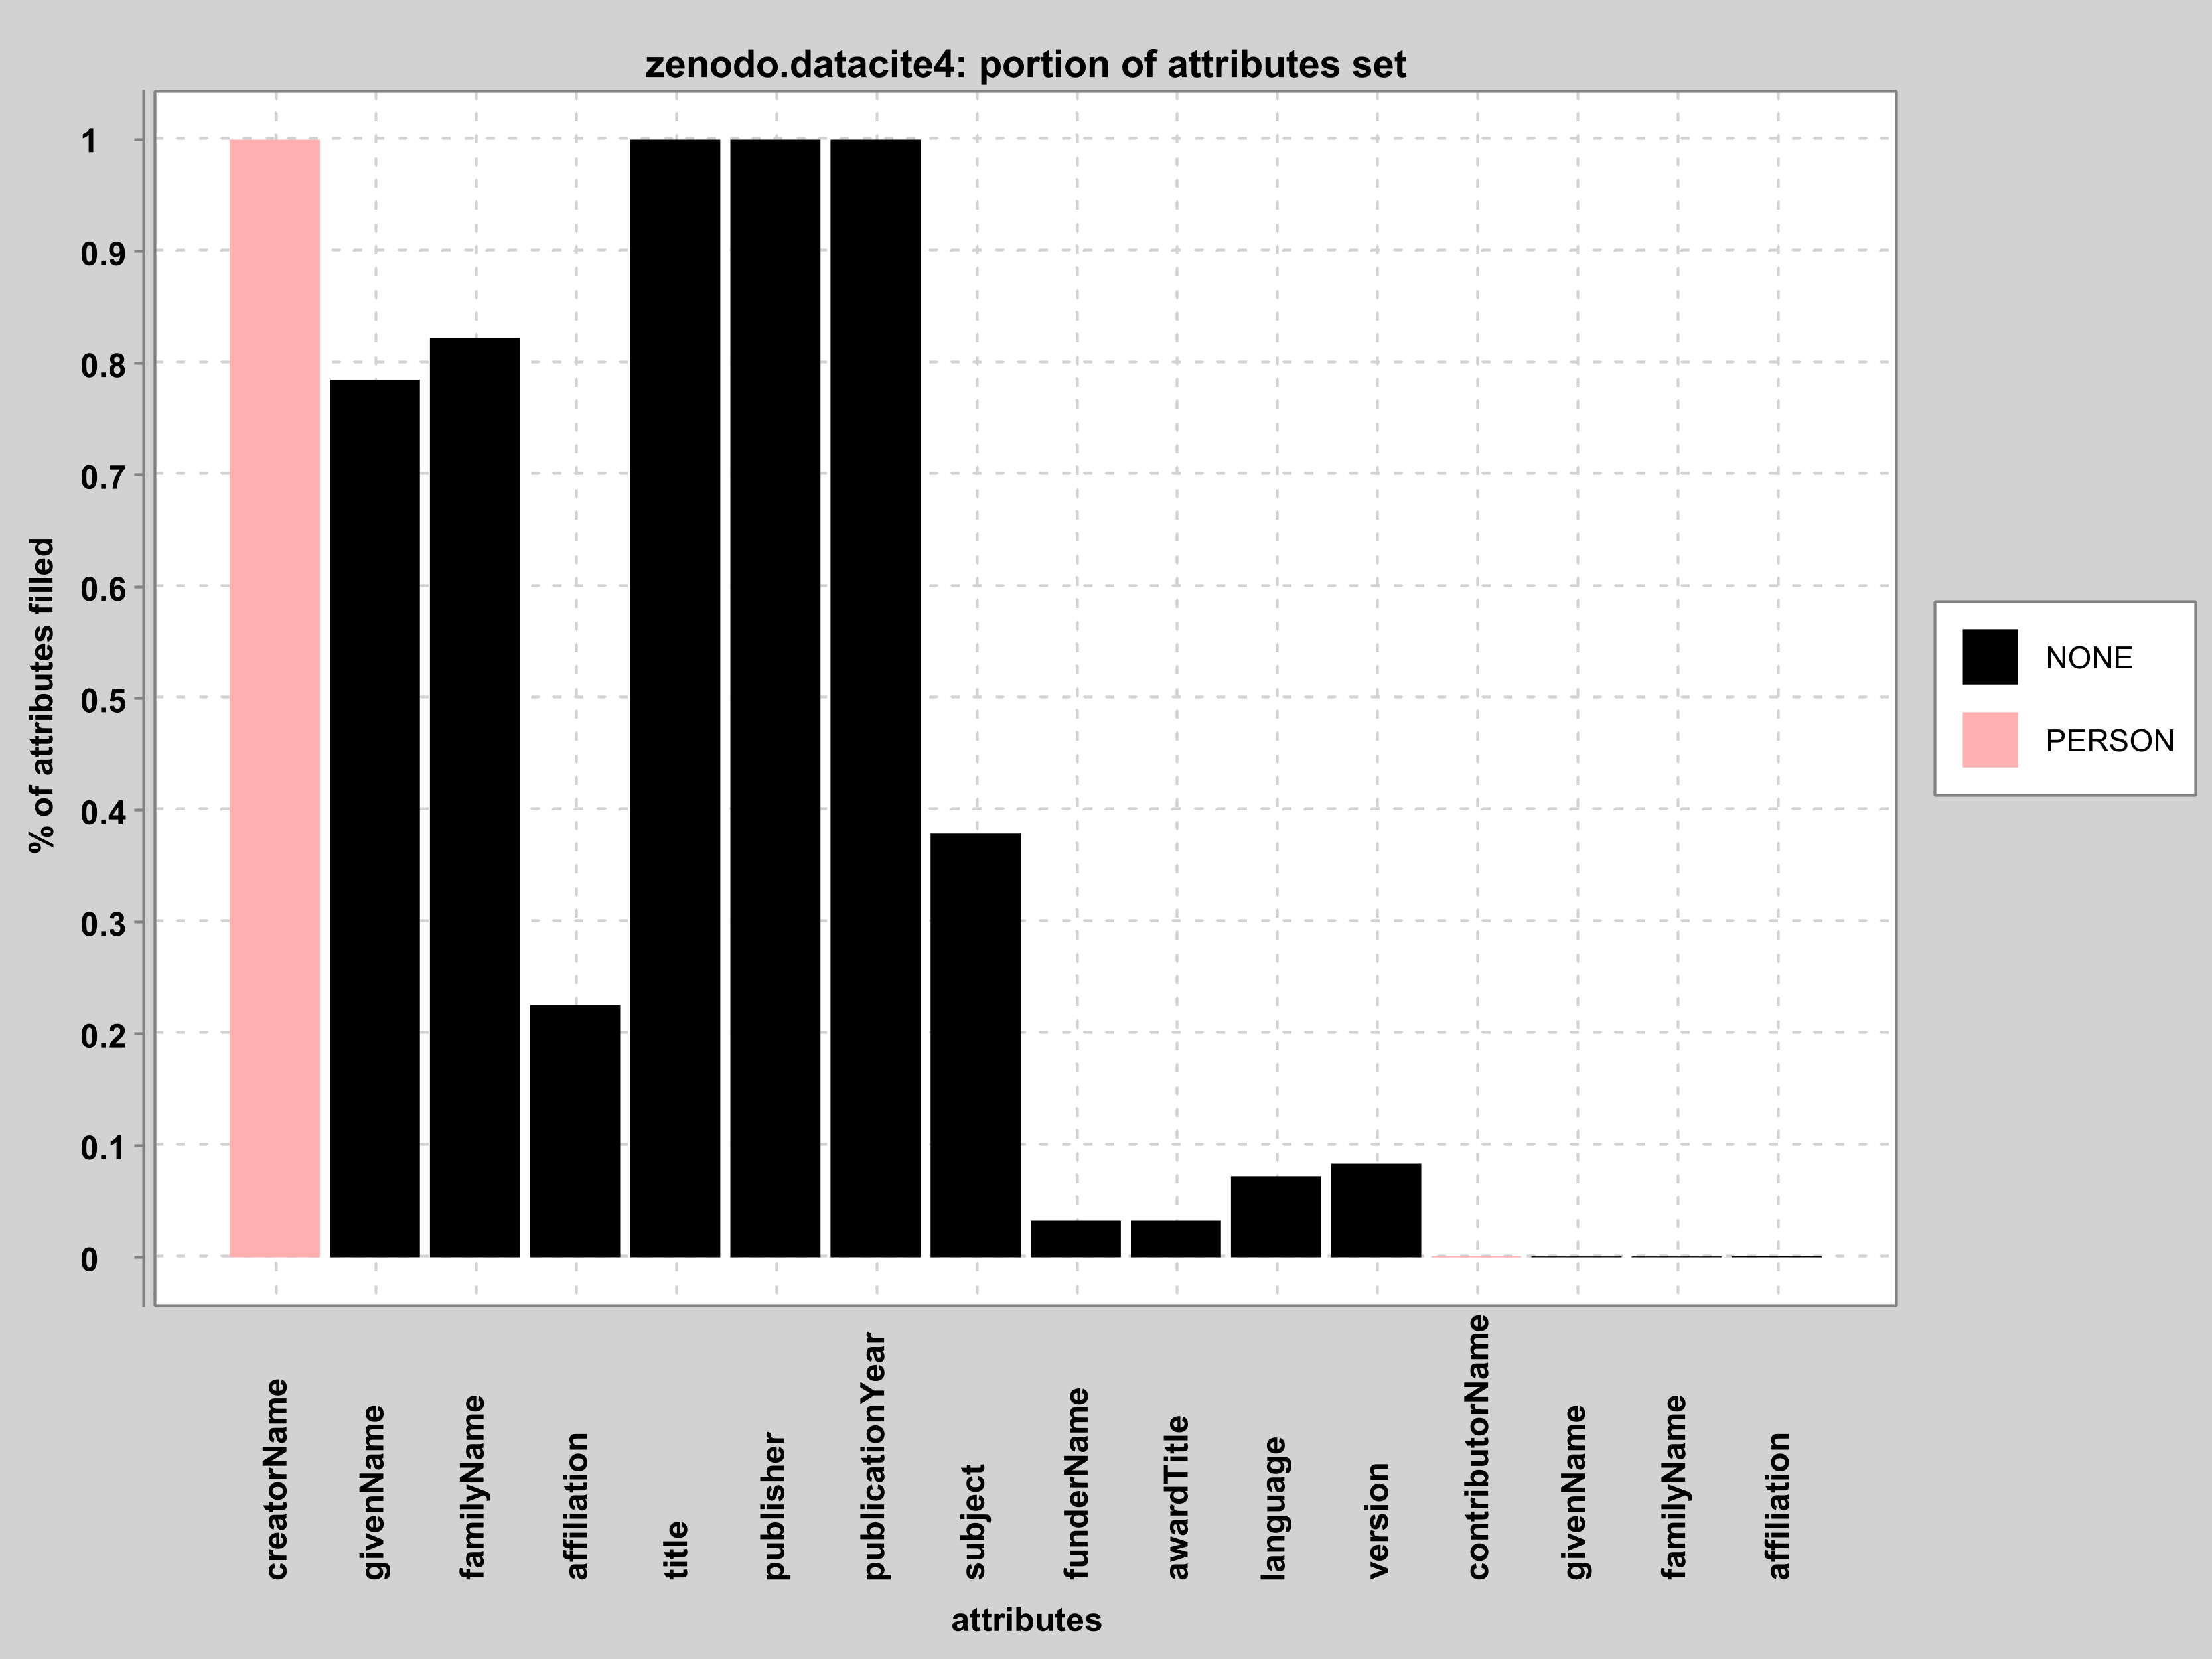 zenodo.datacite4: portion of attributes set
% of attributes filled
1
0.9
0.8
0.7
0.6
0.5
0.4
0.3
0.2
0.1
0
creatorName
givenName
familyName
affiliation
title
publisher
publicationYear
subject
funderName
awardTitle
language
version
contributorName
givenName
familyName
affiliation
attributes
NONE
PERSON